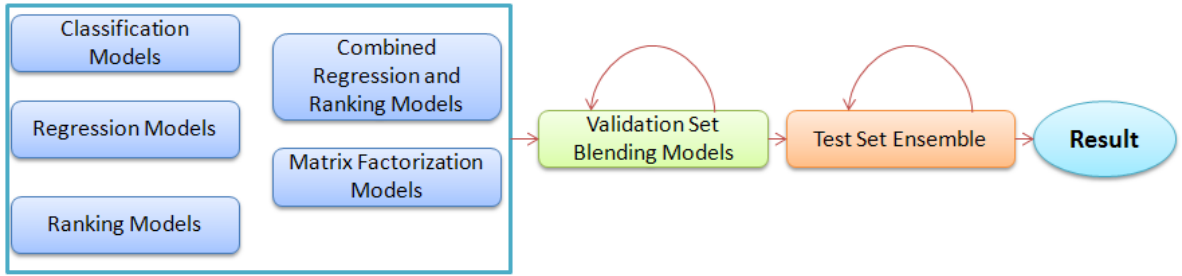 Classification
Models
Regression Models
Ranking Models
Combined
Regression and
Ranking Models
Matrix Factorization
Models
Validation Set
Blending Models
Test Set Ensemble
Result